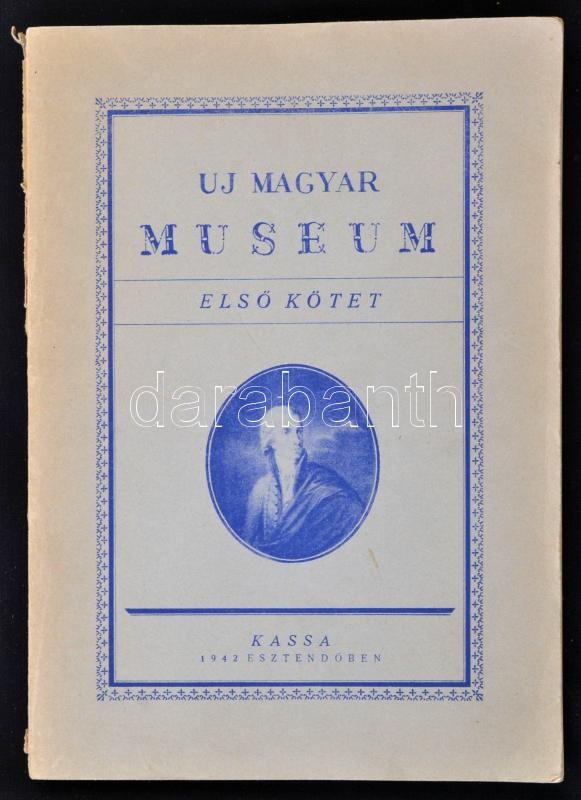 UJ MAGYAR
MUSEUM
ELSŐ KÖTET
darabanth
KASSA
1942 ESZTENDŐBEN